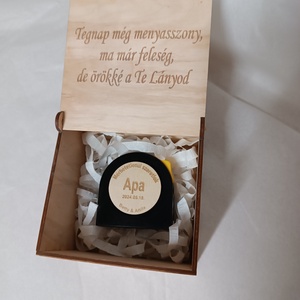 Tegnap még menyasszony,
ma már feleség,
de örökké a Te Lányod
Apa